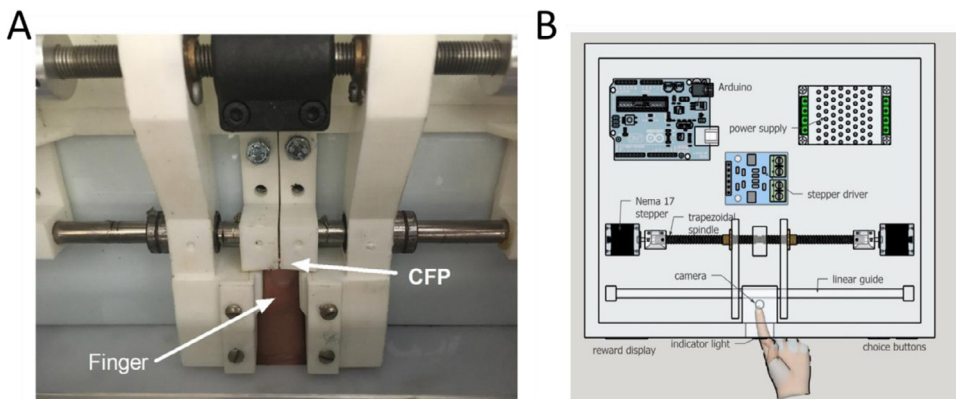 A
CFP
Finger
B
Arduino
power supply
stepper driver
Nema 17
stepper
trapezoidal
spindle
camera
linear guide
indicator light
reward display
choice buttons